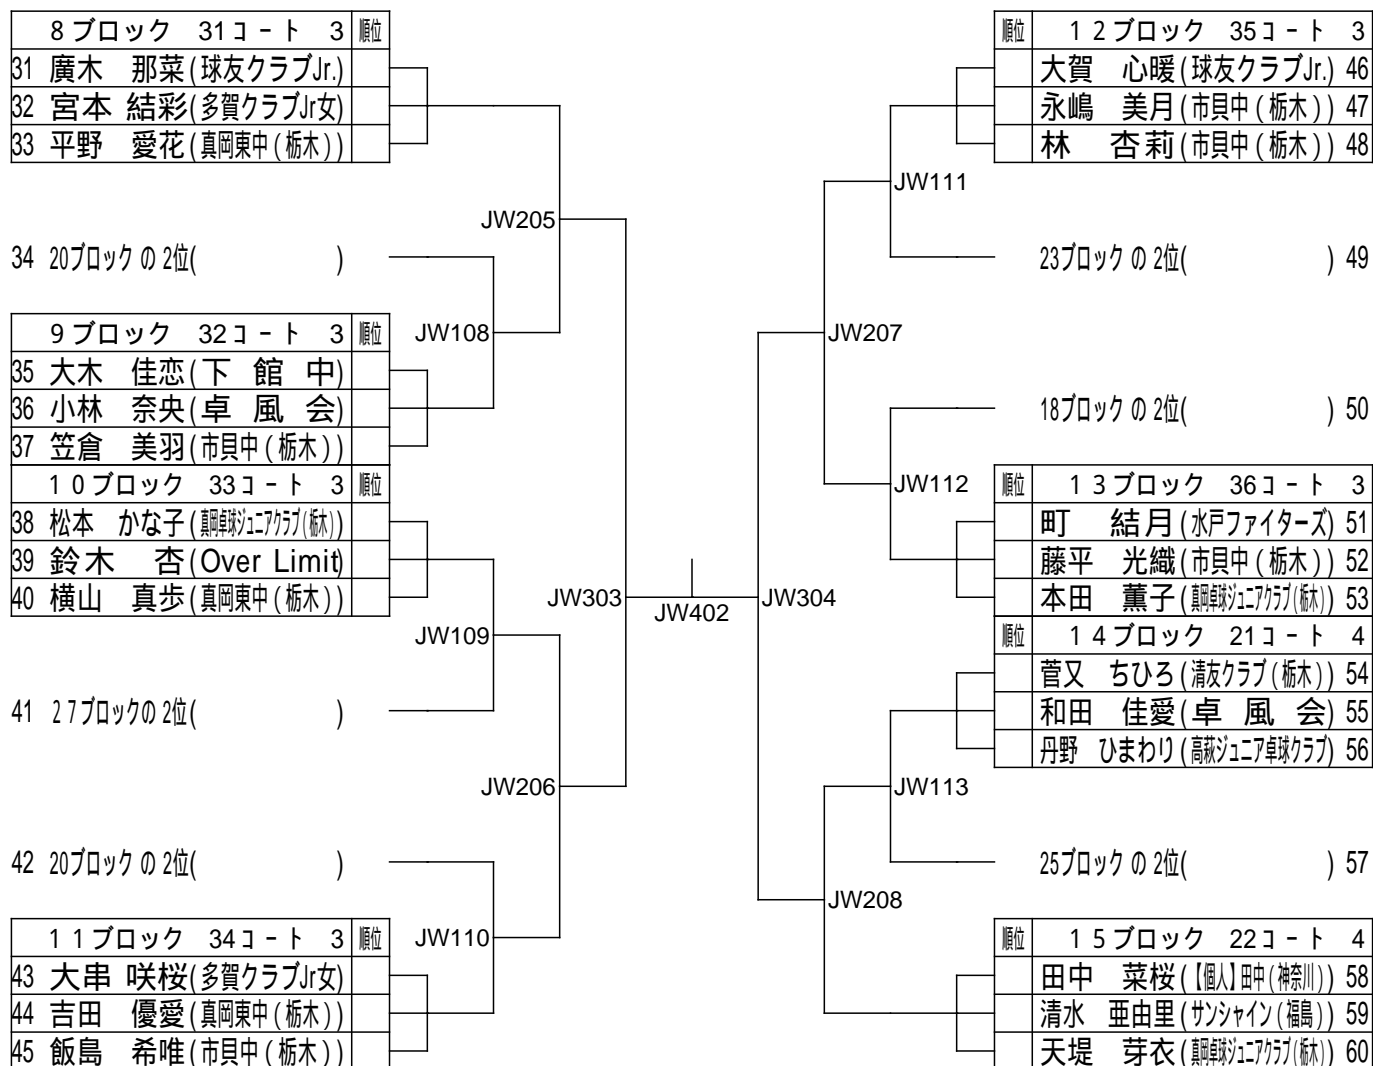 8ブロック 31コート 3 順位
31 廣木 那菜(球友クラブJr.)
32 宮本 結彩(多賀クラブJr女)
33 平野 愛花(真岡東中(栃木))
JW205
34 20ブロック の 2位( )
9ブロック 32コート 3 順位
JW108
35 大木 佳恋(下 館 中)
36 小林 奈央(卓 風 会)
37 笠倉 美羽(市貝中(栃木))
10ブロック 33コート 3 順位
38 松本 かな子(真岡卓球ジュニアクラブ(栃木))
39 鈴木 杏(Over Limit)
40 横山 真歩(真岡東中(栃木))
JW303
JW109
41 27ブロックの 2位( )
JW206
42 20ブロック の 2位( )
11ブロック 34コート 3 順位
JW110
43 大串 咲桜(多賀クラブJr女)
44 吉田 優愛(真岡東中(栃木))
45 飯島 希唯(市貝中(栃木))
JW402
順位 12ブロック 35コート 3
大賀 心暖(球友クラブJr.) 46
永嶋 美月(市貝中(栃木)) 47
林 杏莉(市貝中(栃木)) 48
JW111
23ブロック の 2位( ) 49
JW207
18ブロック の 2位( ) 50
JW112
順位 13ブロック 36コート 3
町 結月(水戸ファイターズ) 51
藤平 光織(市貝中(栃木)) 52
本田 薫子(真岡卓球ジュニアクラブ(栃木)) 53
JW304
順位 14ブロック 21コート 4
菅又 ちひろ(清友クラブ(栃木)) 54
和田 佳愛(卓 風 会) 55
丹野 ひまわり(高萩ジュニア卓球クラブ) 56
JW113
25ブロック の 2位( ) 57
JW208
順位 15ブロック 22コート 4
田中 菜桜(【個人】田中(神奈川)) 58
清水 亜由里(サンシャイン(福島)) 59
天堤 芽衣(真岡卓球ジュニアクラブ(栃木)) 60